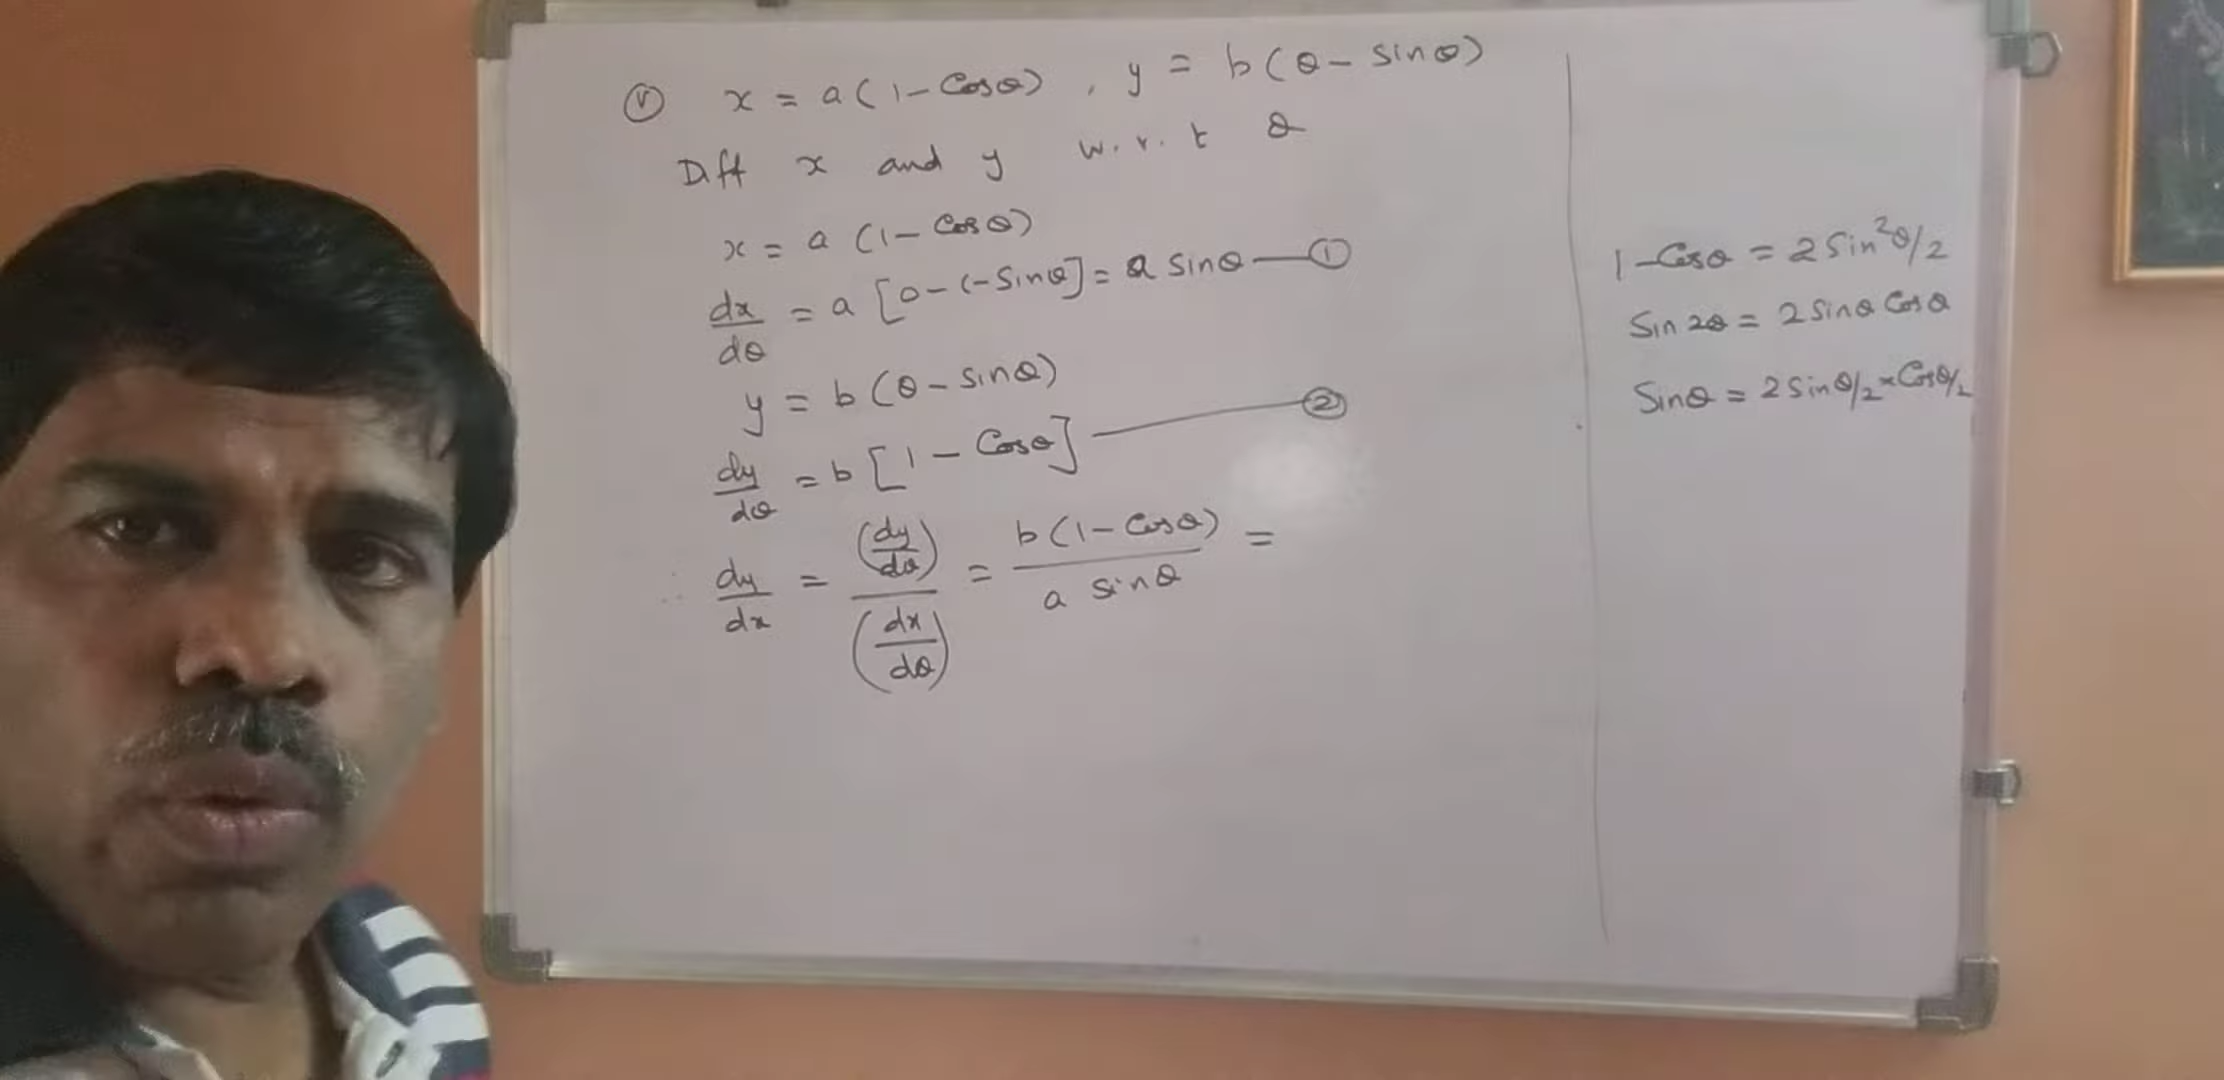 (v) x = a(1-Cosθ), y = b(θ- sinθ)
Diff x and y w.r.t θ
x = a (1- Cosθ)
dx/dθ = a [0-(-Sinθ] = a sinθ — ①
y = b(θ- sinθ)
dy/dθ = b [1 - Cosθ] — ②
∴ dy/dx = (dy/dθ)/(dx/dθ) = b(1-Cosθ)/a sinθ =
1-Cosθ = 2 Sin²θ/2
Sin 2θ = 2 Sinθ Cosθ
Sinθ = 2 Sinθ/2 × Cosθ/2